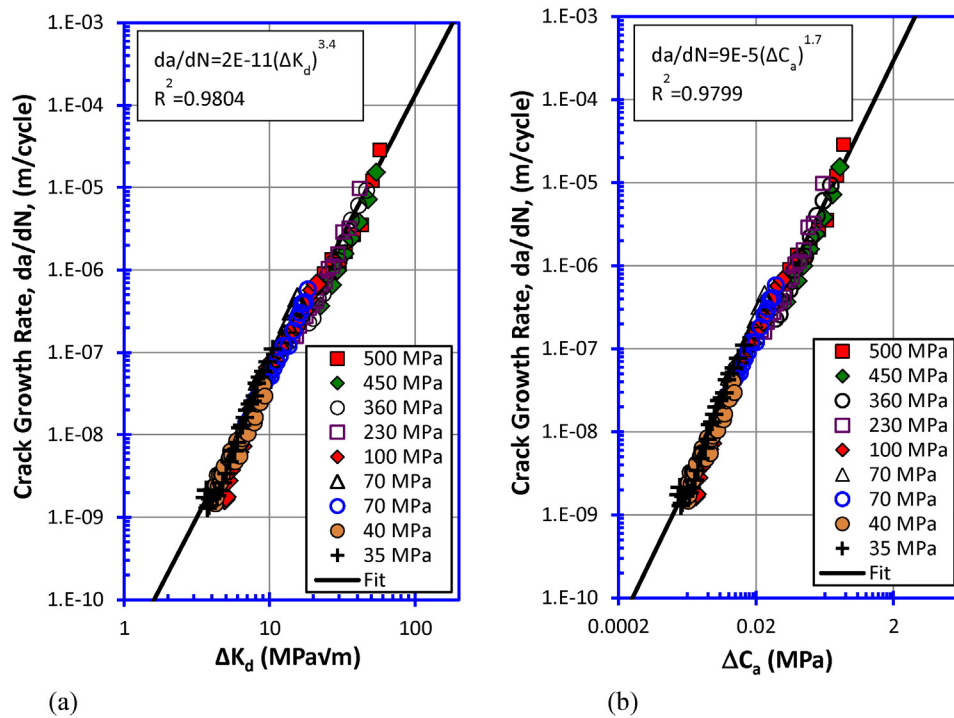 1.E-03
1.E-04
1.E-05
1.E-06
1.E-07
1.E-08
1.E-09
1.E-10
Crack Growth Rate, da/dN, (m/cycle)
da/dN=2E-11(ΔK_d)^3.4
R^2=0.9804
500 MPa
450 MPa
360 MPa
230 MPa
100 MPa
70 MPa
70 MPa
40 MPa
35 MPa
Fit
1 10 100
ΔK_d (MPa√m)
(a)
1.E-03
1.E-04
1.E-05
1.E-06
1.E-07
1.E-08
1.E-09
1.E-10
Crack Growth Rate, da/dN, (m/cycle)
da/dN=9E-5(ΔC_a)^1.7
R^2=0.9799
500 MPa
450 MPa
360 MPa
230 MPa
100 MPa
70 MPa
70 MPa
40 MPa
35 MPa
Fit
0.0002 0.02 2
ΔC_a (MPa)
(b)